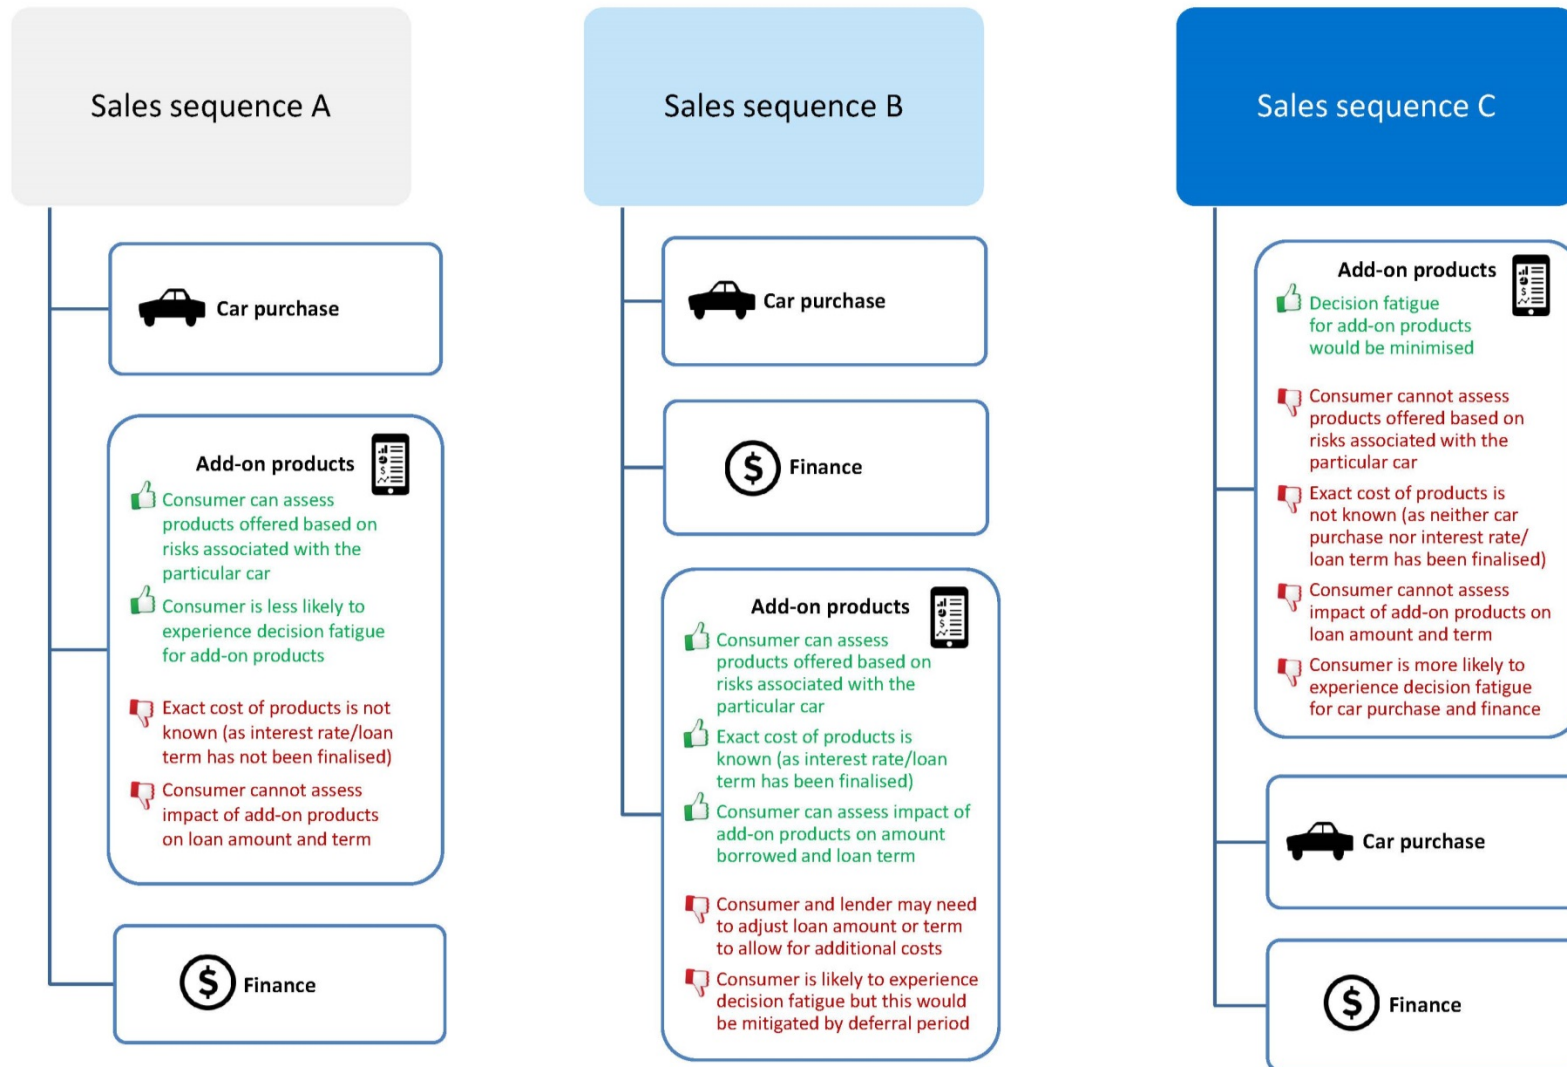 Sales sequence A
Car purchase
Add-on products
Consumer can assess
products offered based on
risks associated with the
particular car
Consumer is less likely to
experience decision fatigue
for add-on products
Exact cost of products is not
known (as interest rate/loan
term has not been finalised)
Consumer cannot assess
impact of add-on products
on loan amount and term
$ Finance
Sales sequence B
Car purchase
$ Finance
Add-on products
Consumer can assess
products offered based on
risks associated with the
particular car
Exact cost of products is
known (as interest rate/loan
term has been finalised)
Consumer can assess impact of
add-on products on amount
borrowed and loan term
Consumer and lender may need
to adjust loan amount or term
to allow for additional costs
Consumer is likely to experience
decision fatigue but this would
be mitigated by deferral period
Sales sequence C
Add-on products
Decision fatigue
for add-on products
would be minimised
Consumer cannot assess
products offered based on
risks associated with the
particular car
Exact cost of products is
not known (as neither car
purchase nor interest rate/
loan term has been finalised)
Consumer cannot assess
impact of add-on products on
loan amount and term
Consumer is more likely to
experience decision fatigue
for car purchase and finance
Car purchase
$ Finance